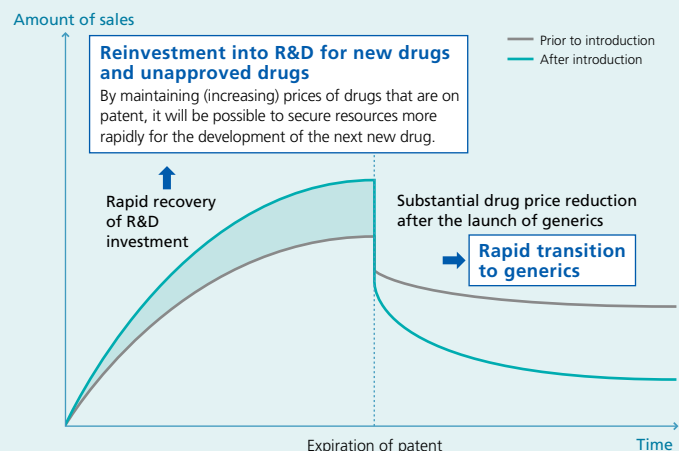 Amount of sales
Reinvestment into R&D for new drugs
and unapproved drugs
By maintaining (increasing) prices of drugs that are on
patent, it will be possible to secure resources more
rapidly for the development of the next new drug.
Prior to introduction
After introduction
Rapid recovery
of R&D
investment
Substantial drug price reduction
after the launch of generics
Rapid transition
to generics
Expiration of patent
Time